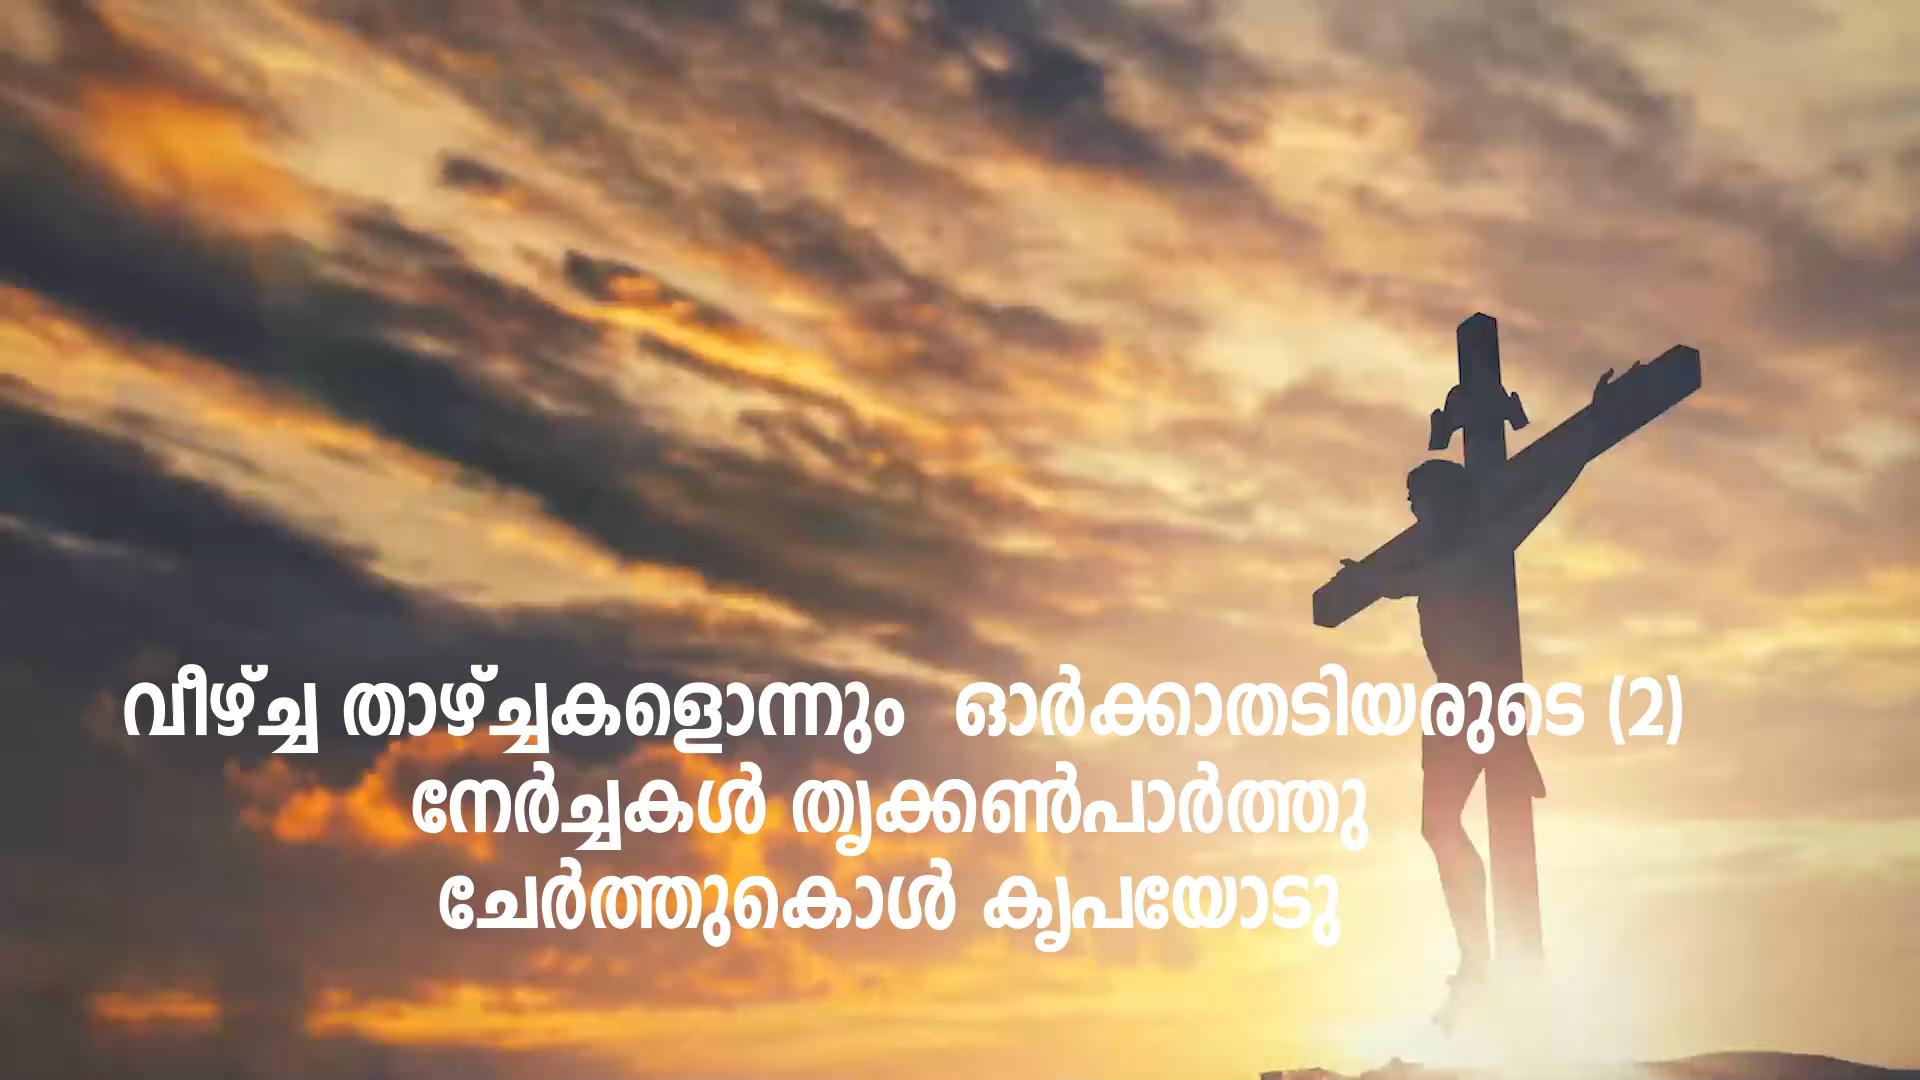 വീഴ്ച്ച താഴ്ച്ചകളൊന്നും ഓർക്കാതടിയരുടെ (2)
നേർച്ചകൾ തൃക്കൺപാർത്തു
ചേർത്തുകൊൾ കൃപയോടു